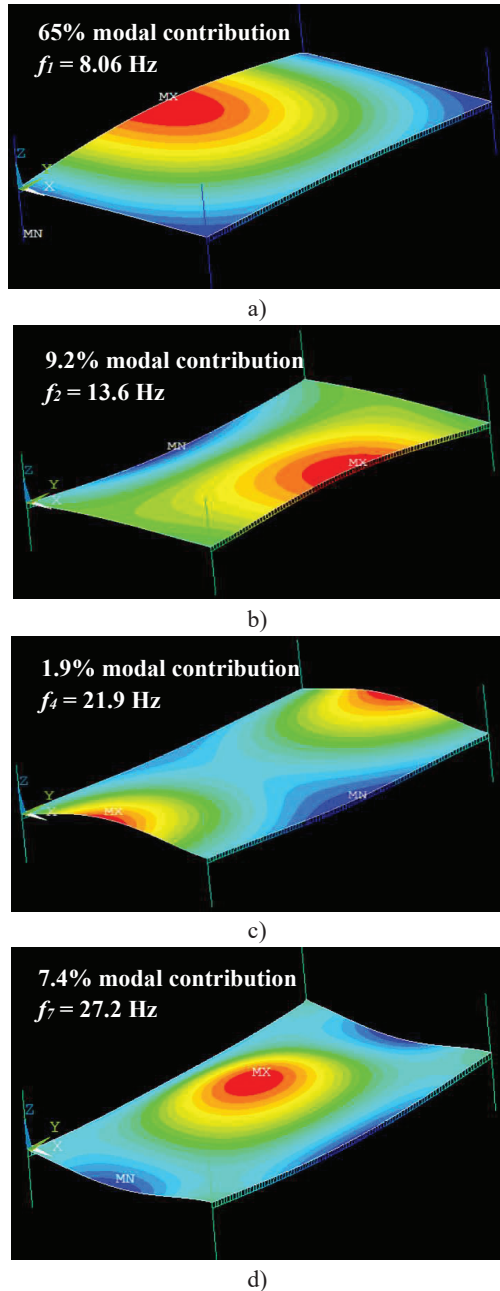 65% modal contribution
f1 = 8.06 Hz
MX
Z
Y
X
MN
a)
9.2% modal contribution
f2 = 13.6 Hz
MN
MX
Z
Y
X
b)
1.9% modal contribution
f4 = 21.9 Hz
Z
Y
X
MX
MN
c)
7.4% modal contribution
f7 = 27.2 Hz
MX
Z
Y
X
MN
d)